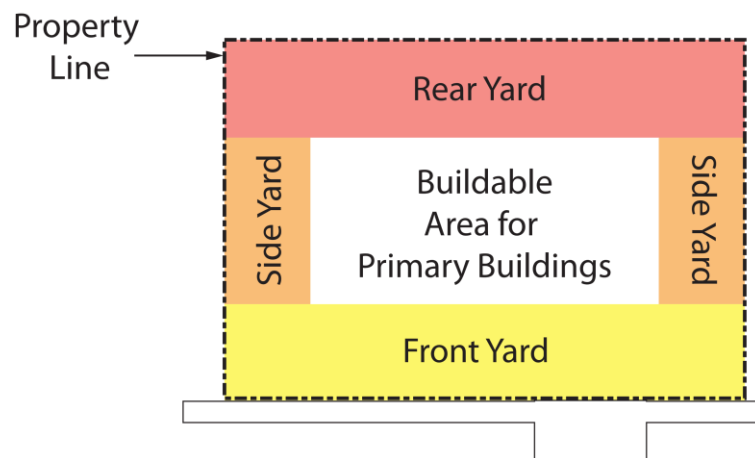 Property
Line
Rear Yard
Side Yard
Buildable
Area for
Primary Buildings
Side Yard
Front Yard